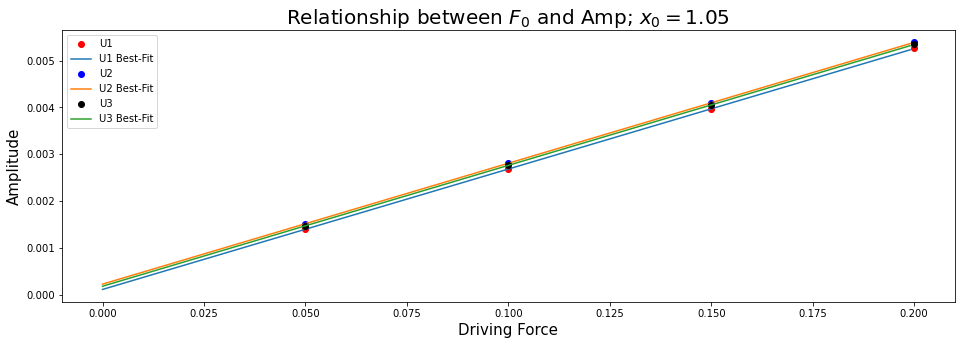 Relationship between F₀ and Amp; x₀ = 1.05
U1
U1 Best-Fit
U2
U2 Best-Fit
U3
U3 Best-Fit
Amplitude
0.005
0.004
0.003
0.002
0.001
0.000
0.000 0.025 0.050 0.075 0.100 0.125 0.150 0.175 0.200
Driving Force